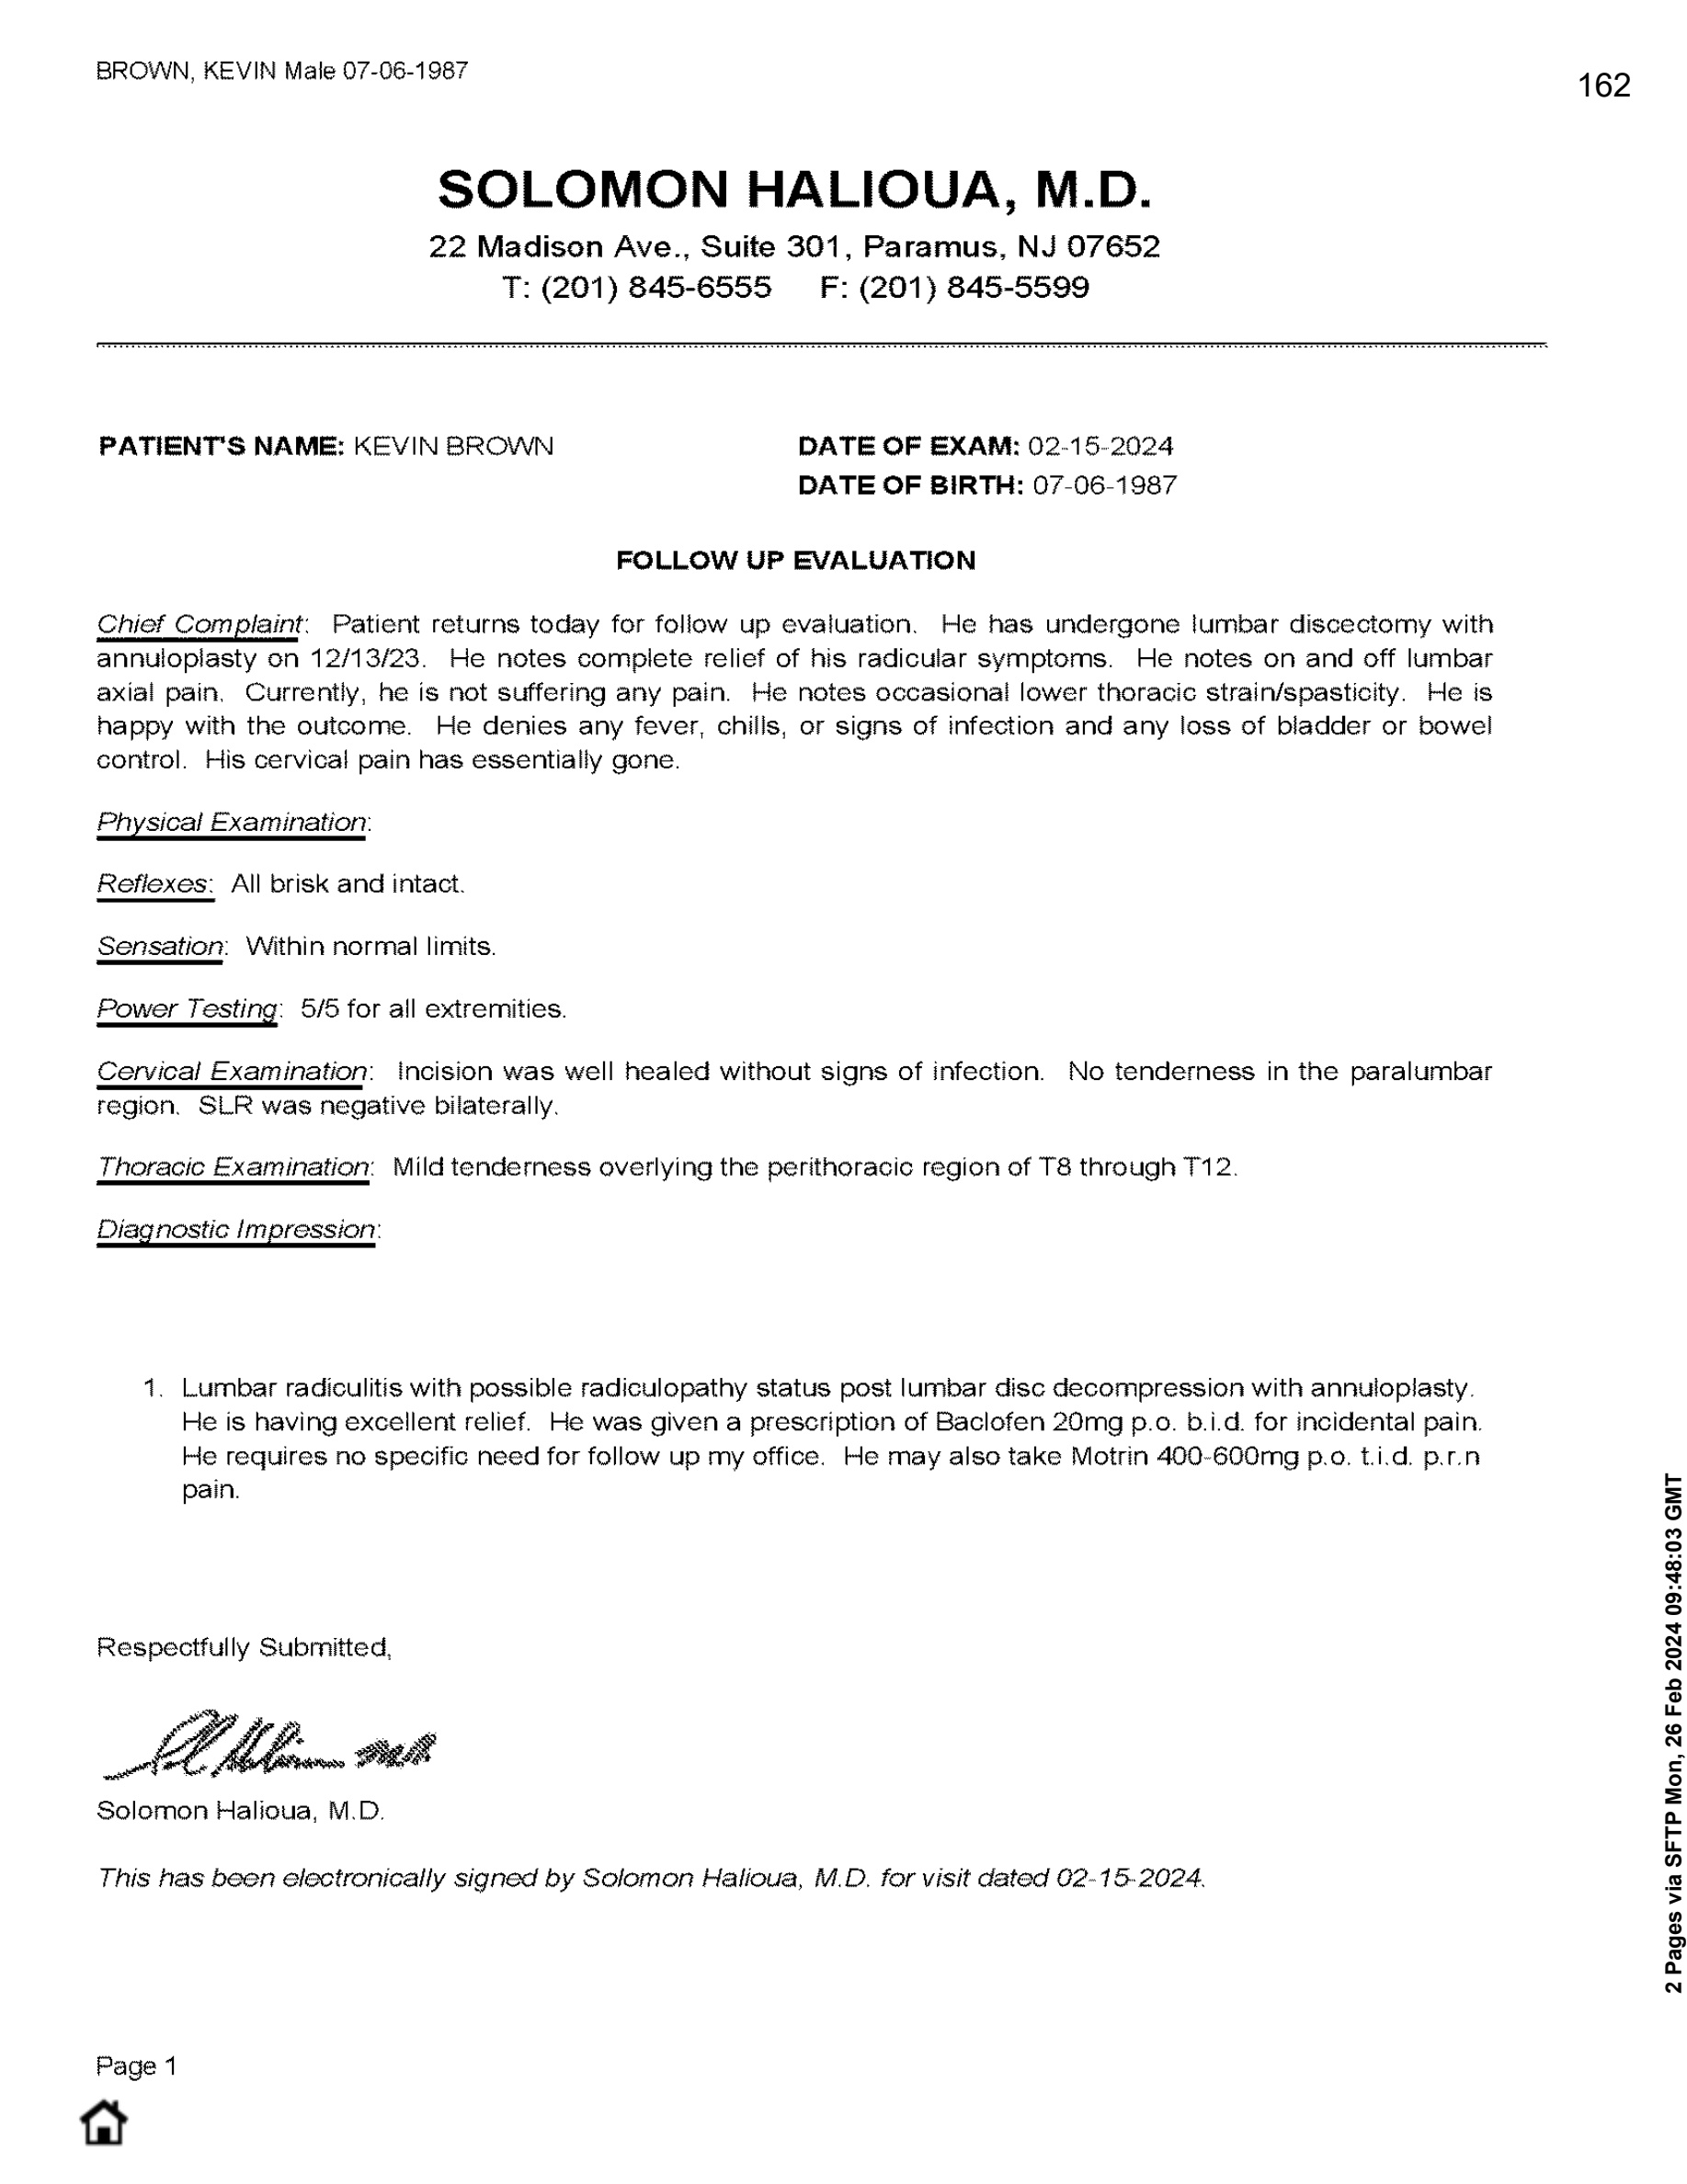 BROWN, KEVIN Male 07-06-1987
162
SOLOMON HALIOUA, M.D.
22 Madison Ave., Suite 301, Paramus, NJ 07652
T: (201) 845-6555 F: (201) 845-5599
PATIENT'S NAME: KEVIN BROWN DATE OF EXAM: 02-15-2024
DATE OF BIRTH: 07-06-1987
FOLLOW UP EVALUATION
Chief Complaint: Patient returns today for follow up evaluation. He has undergone lumbar discectomy with
annuloplasty on 12/13/23. He notes complete relief of his radicular symptoms. He notes on and off lumbar
axial pain. Currently, he is not suffering any pain. He notes occasional lower thoracic strain/spasticity. He is
happy with the outcome. He denies any fever, chills, or signs of infection and any loss of bladder or bowel
control. His cervical pain has essentially gone.
Physical Examination:
Reflexes: All brisk and intact.
Sensation: Within normal limits.
Power Testing: 5/5 for all extremities.
Cervical Examination: Incision was well healed without signs of infection. No tenderness in the paralumbar
region. SLR was negative bilaterally.
Thoracic Examination: Mild tenderness overlying the perithoracic region of T8 through T12.
Diagnostic Impression:
1. Lumbar radiculitis with possible radiculopathy status post lumbar disc decompression with annuloplasty.
He is having excellent relief. He was given a prescription of Baclofen 20mg p.o. b.i.d. for incidental pain.
He requires no specific need for follow up my office. He may also take Motrin 400-600mg p.o. t.i.d. p.r.n
pain.
Respectfully Submitted,
Solomon Halioua, M.D.
This has been electronically signed by Solomon Halioua, M.D. for visit dated 02-15-2024.
Page 1
2 Pages via SFTP Mon, 26 Feb 2024 09:48:03 GMT